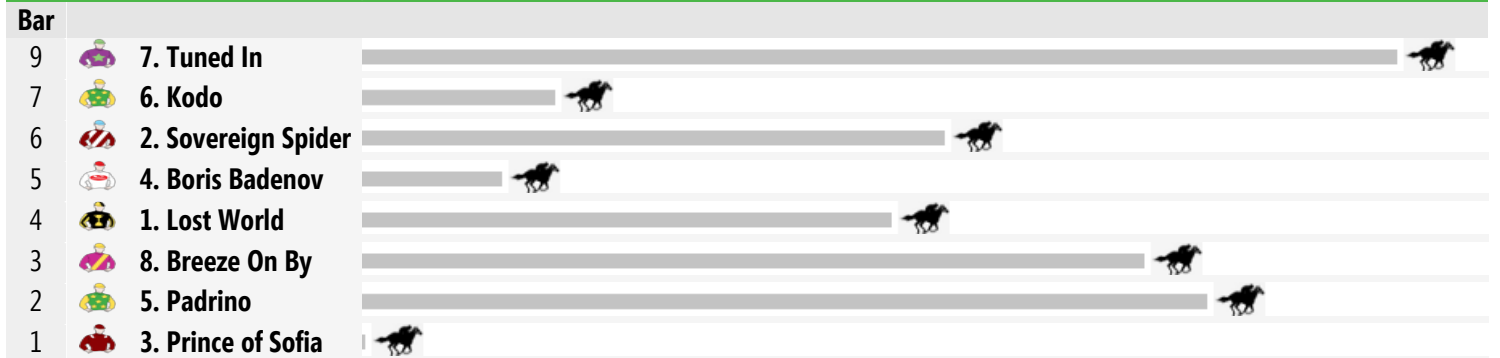 Bar
9 7. Tuned In
7 6. Kodo
6 2. Sovereign Spider
5 4. Boris Badenov
4 1. Lost World
3 8. Breeze On By
2 5. Padrino
1 3. Prince of Sofia